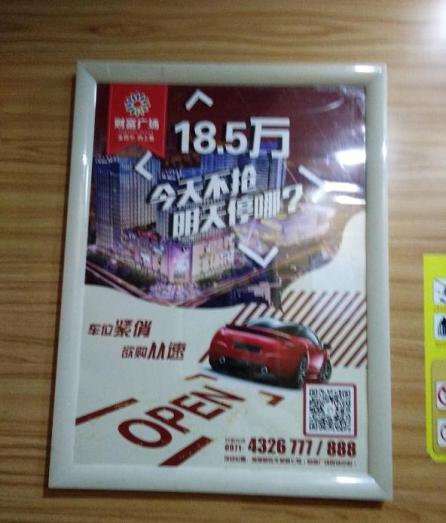 财富广场
18.5万
今天不抢
明天停哪?
车位紧俏
欲购从速
OPEN
0971- 4326 777 / 888